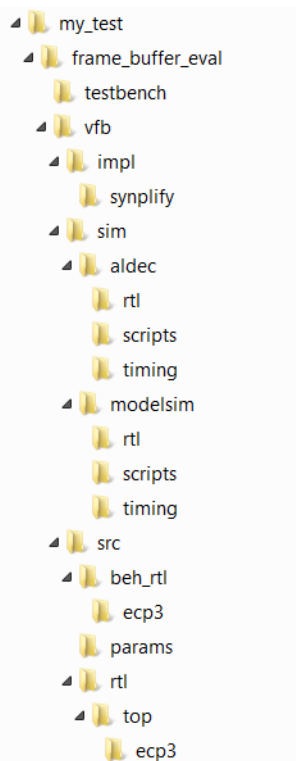 my_test
frame_buffer_eval
testbench
vfb
impl
synplify
sim
aldec
rtl
scripts
timing
modelsim
rtl
scripts
timing
src
beh_rtl
ecp3
params
rtl
top
ecp3